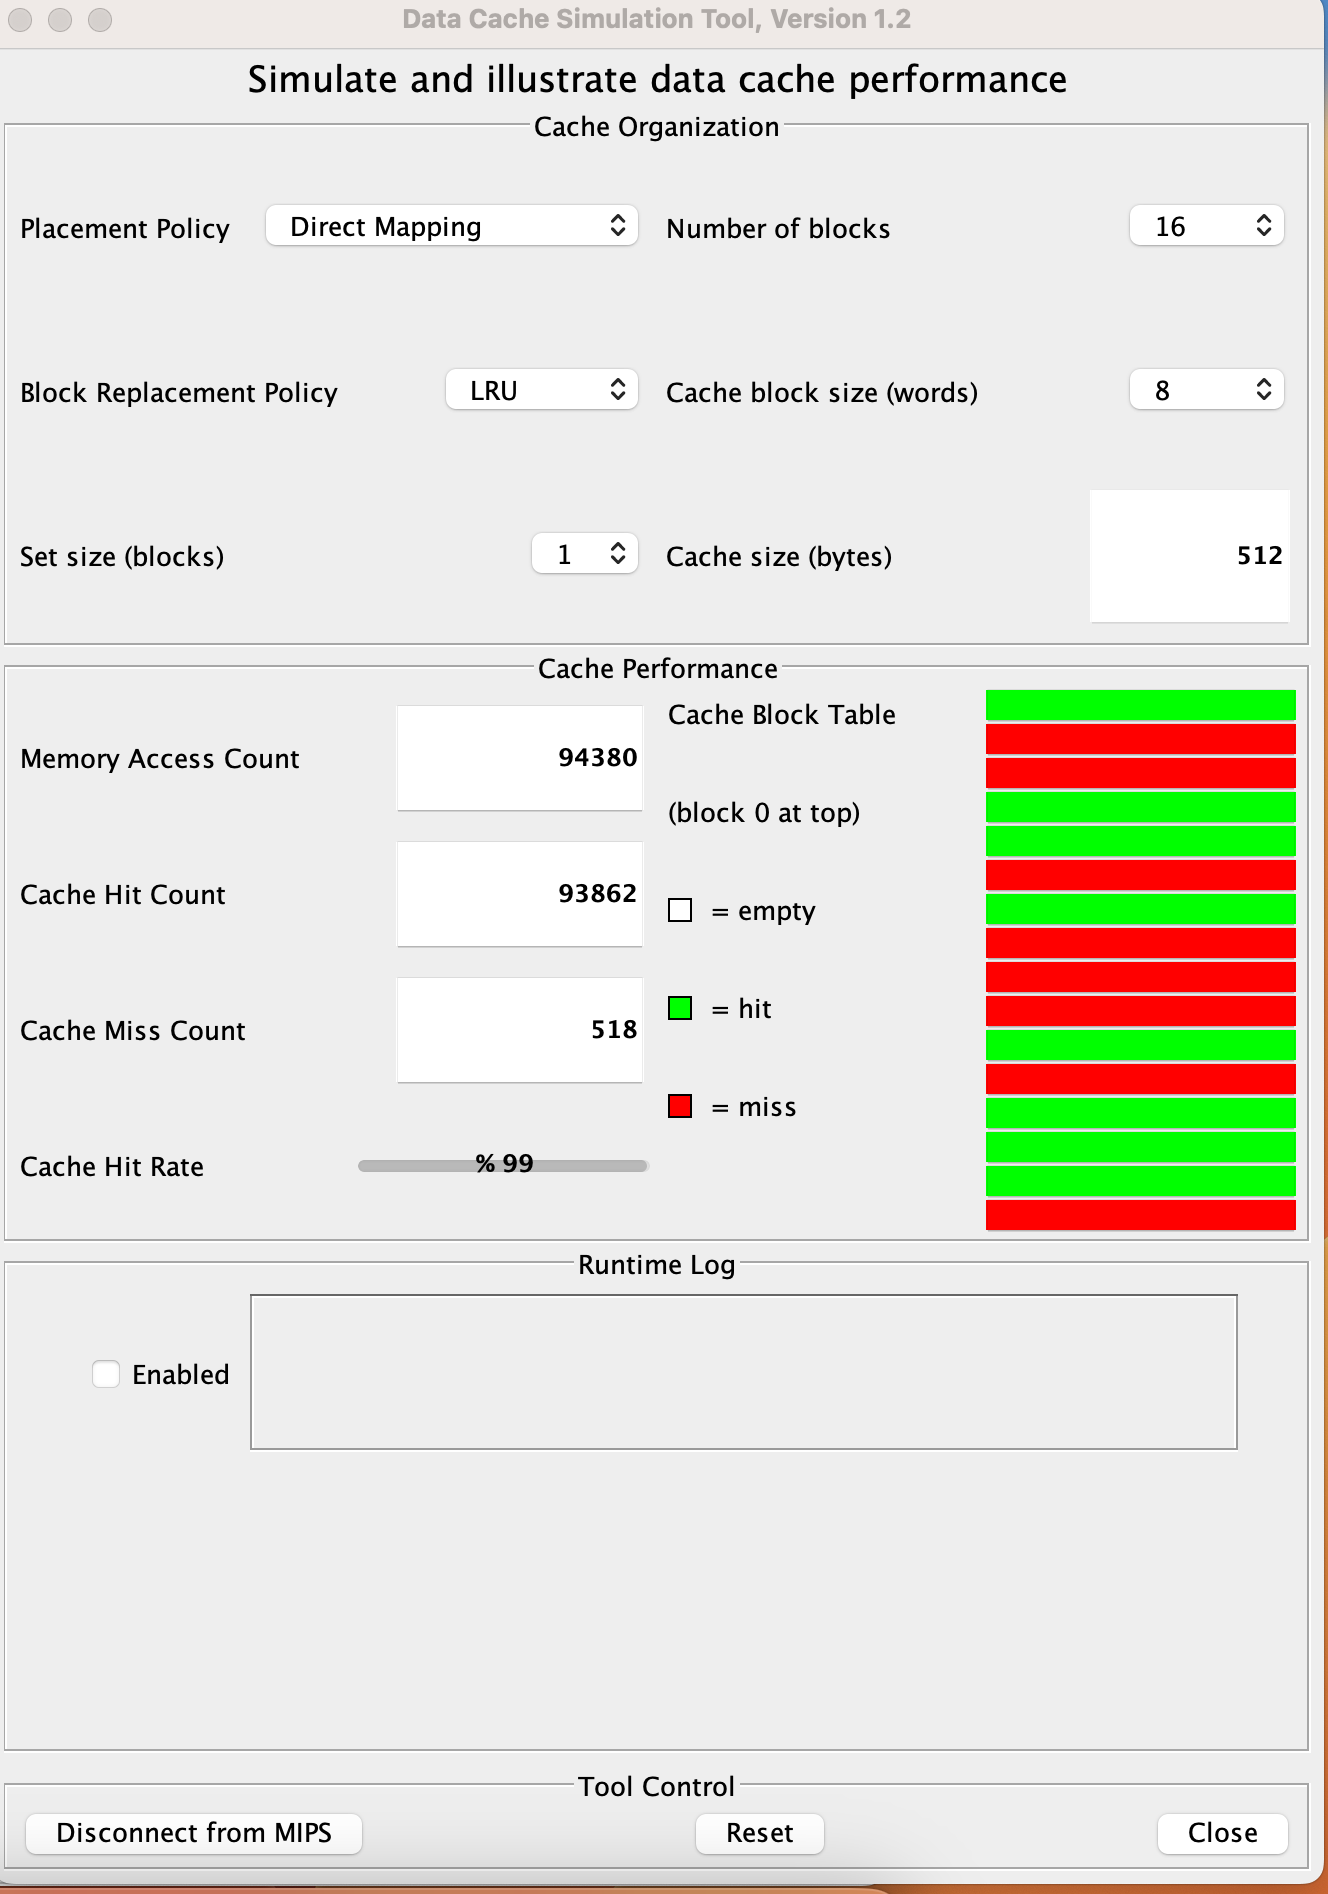 Data Cache Simulation Tool, Version 1.2
Simulate and illustrate data cache performance
Cache Organization
Placement Policy Direct Mapping Number of blocks 16
Block Replacement Policy LRU Cache block size (words) 8
Set size (blocks) 1 Cache size (bytes) 512
Cache Performance
Memory Access Count 94380
Cache Hit Count 93862
Cache Miss Count 518
Cache Hit Rate % 99
Cache Block Table
(block 0 at top)
= empty
= hit
= miss
Runtime Log
Enabled
Tool Control
Disconnect from MIPS Reset Close